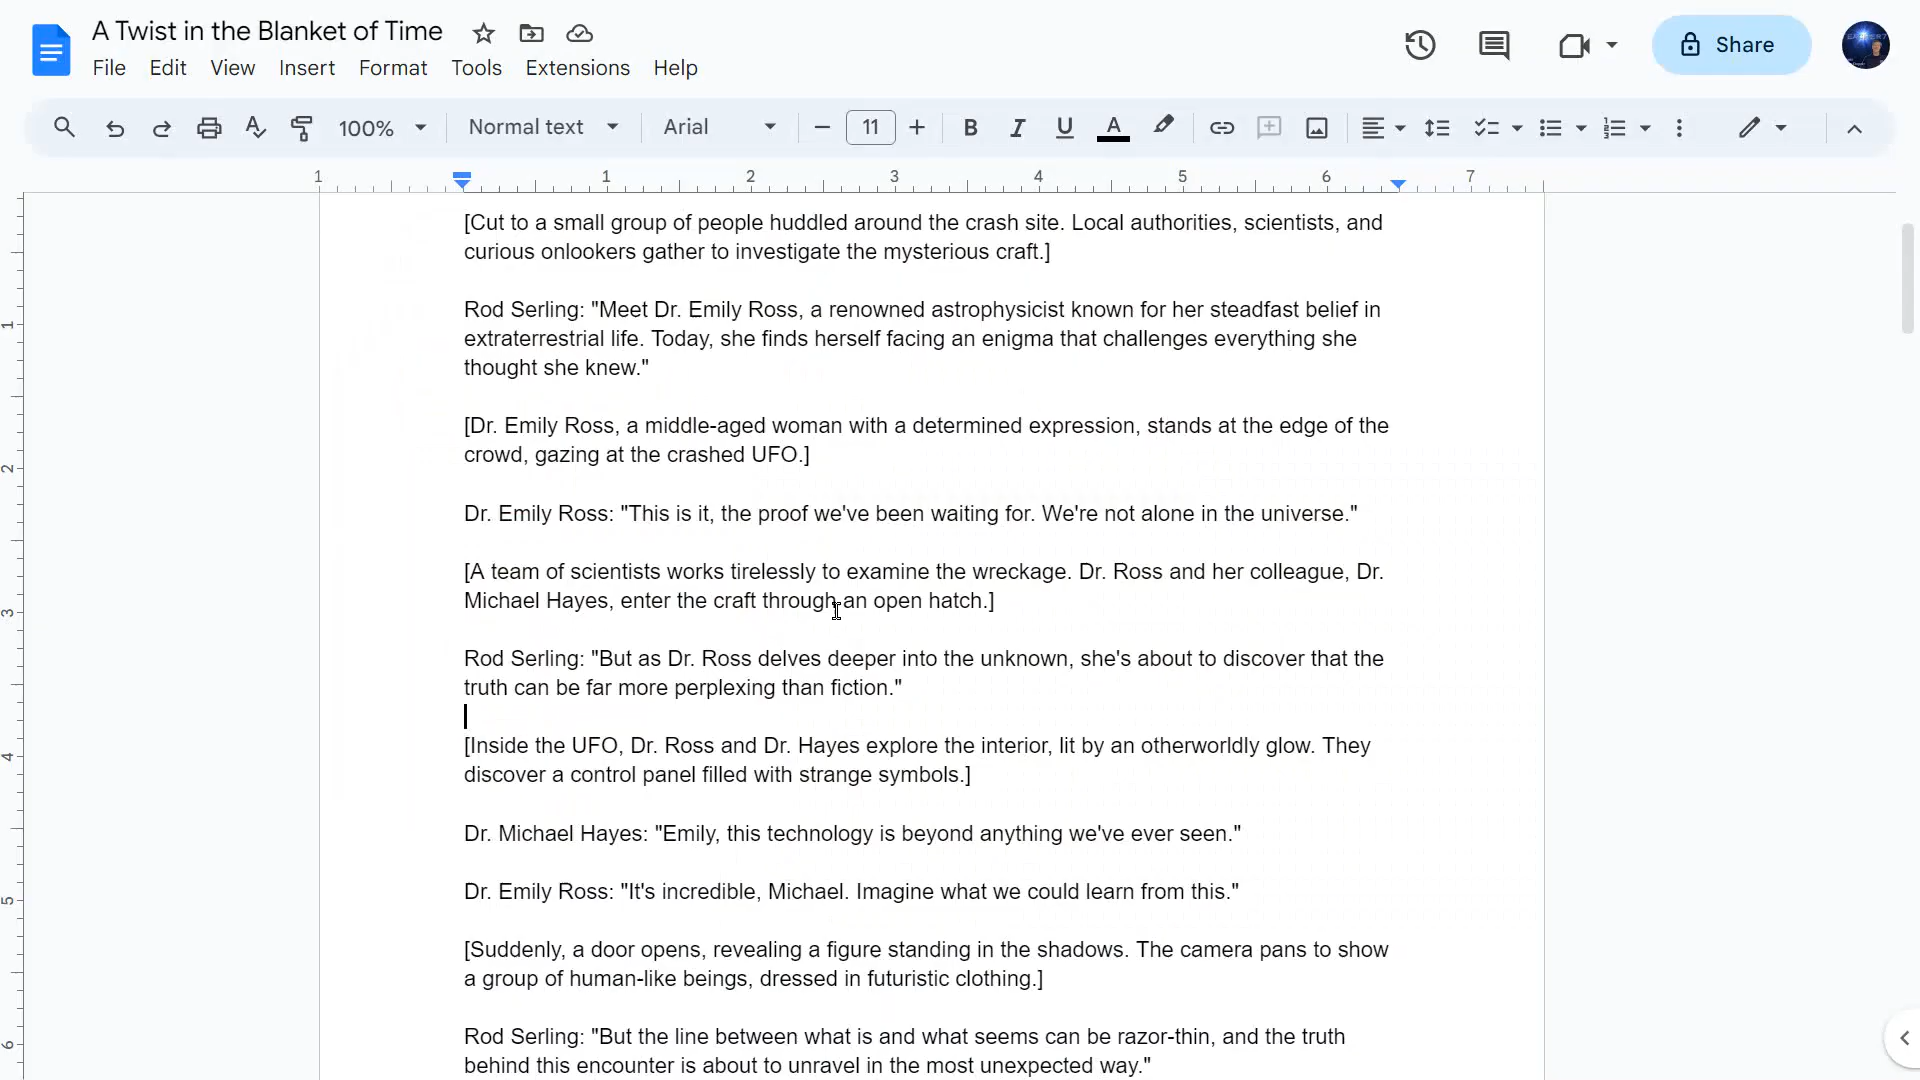 A Twist in the Blanket of Time
File Edit View Insert Format Tools Extensions Help
Share
100% Normal text Arial 11 B I U A
1 1 2 3 4 5 6 7
[Cut to a small group of people huddled around the crash site. Local authorities, scientists, and
curious onlookers gather to investigate the mysterious craft.]
1
Rod Serling: "Meet Dr. Emily Ross, a renowned astrophysicist known for her steadfast belief in
extraterrestrial life. Today, she finds herself facing an enigma that challenges everything she
thought she knew."
[Dr. Emily Ross, a middle-aged woman with a determined expression, stands at the edge of the
crowd, gazing at the crashed UFO.]
2
Dr. Emily Ross: "This is it, the proof we've been waiting for. We're not alone in the universe."
[A team of scientists works tirelessly to examine the wreckage. Dr. Ross and her colleague, Dr.
Michael Hayes, enter the craft through an open hatch.]
3
Rod Serling: "But as Dr. Ross delves deeper into the unknown, she's about to discover that the
truth can be far more perplexing than fiction."
[Inside the UFO, Dr. Ross and Dr. Hayes explore the interior, lit by an otherworldly glow. They
discover a control panel filled with strange symbols.]
4
Dr. Michael Hayes: "Emily, this technology is beyond anything we've ever seen."
Dr. Emily Ross: "It's incredible, Michael. Imagine what we could learn from this."
5
[Suddenly, a door opens, revealing a figure standing in the shadows. The camera pans to show
a group of human-like beings, dressed in futuristic clothing.]
Rod Serling: "But the line between what is and what seems can be razor-thin, and the truth
behind this encounter is about to unravel in the most unexpected way."
6